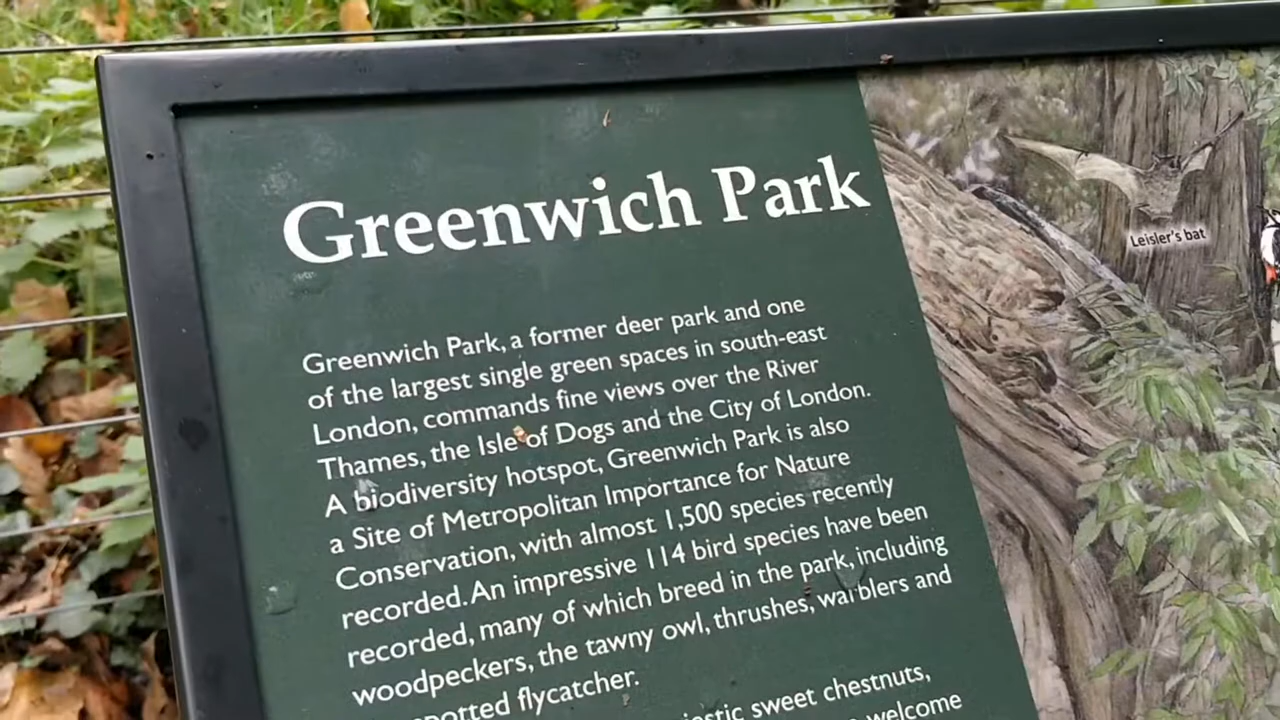 Greenwich Park
Greenwich Park, a former deer park and one
of the largest single green spaces in south-east
London, commands fine views over the River
Thames, the Isle of Dogs and the City of London.
A biodiversity hotspot, Greenwich Park is also
a Site of Metropolitan Importance for Nature
Conservation, with almost 1,500 species recently
recorded. An impressive 114 bird species have been
recorded, many of which breed in the park, including
woodpeckers, the tawny owl, thrushes, warblers and
flycatcher.
sweet chestnuts,
welcome
Leisler's bat